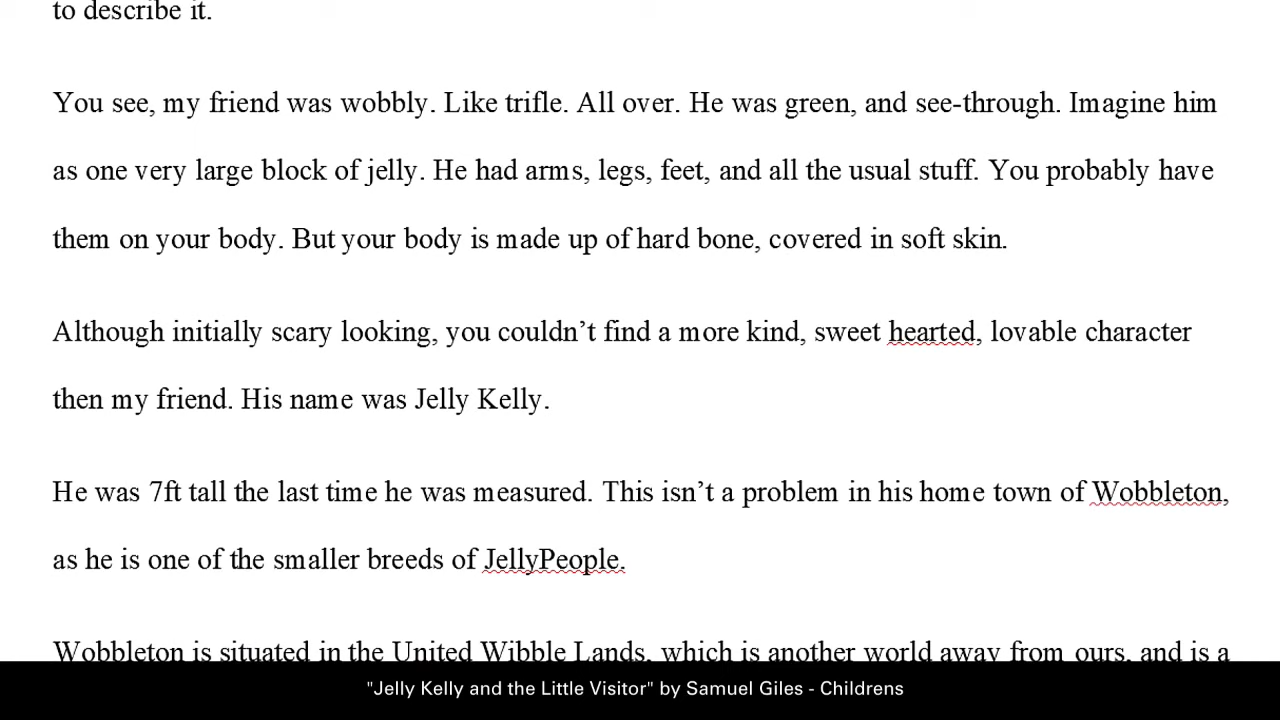 to describe it.
You see, my friend was wobbly. Like trifle. All over. He was green, and see-through. Imagine him
as one very large block of jelly. He had arms, legs, feet, and all the usual stuff. You probably have
them on your body. But your body is made up of hard bone, covered in soft skin.
Although initially scary looking, you couldn’t find a more kind, sweet hearted, lovable character
then my friend. His name was Jelly Kelly.
He was 7ft tall the last time he was measured. This isn’t a problem in his home town of Wobbleton,
as he is one of the smaller breeds of JellyPeople.
Wobbleton is situated in the United Wibble Lands, which is another world away from ours, and is a
"Jelly Kelly and the Little Visitor" by Samuel Giles - Childrens